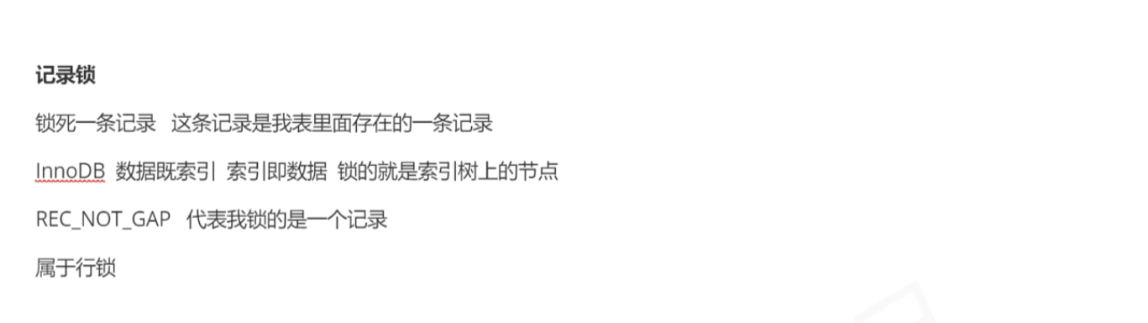 记录锁
锁死一条记录 这条记录是我表里面存在的一条记录
InnoDB 数据既索引 索引即数据 锁的就是索引树上的节点
REC_NOT_GAP 代表我锁的是一个记录
属于行锁